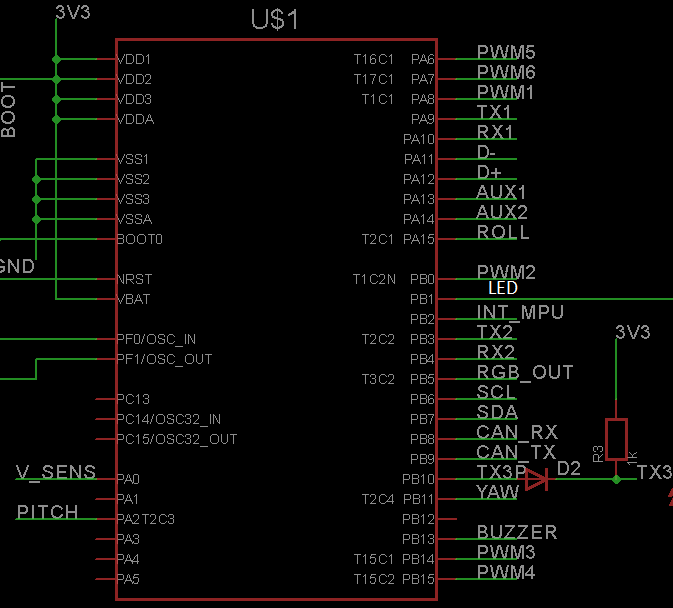 3V3
U$1
BOOT
VDD1 T16C1 PA6 PWM5
VDD2 T17C1 PA7 PWM6
VDD3 T1C1 PA8 PWM1
VDDA PA9 TX1
PA10 RX1
VSS1 PA11 D-
VSS2 PA12 D+
VSS3 PA13 AUX1
VSSA PA14 AUX2
BOOT0 T2C1 PA15 ROLL
GND
NRST T1C2N PB0 PWM2
VBAT PB1 LED
PB2 INT_MPU
PF0/OSC_IN T2C2 PB3 TX2
3V3
PF1/OSC_OUT PB4 RX2
T3C2 PB5 RGB_OUT
PC13 PB6 SCL
PC14/OSC32_IN PB7 SDA
PC15/OSC32_OUT PB8 CAN_RX
R3
1K
PB9 CAN_TX
V_SENS PA0 PB10 TX3P D2 TX3
PA1 T2C4 PB11 YAW
PITCH PA2T2C3 PB12
PA3 PB13 BUZZER
PA4 T15C1 PB14 PWM3
PA5 T15C2 PB15 PWM4